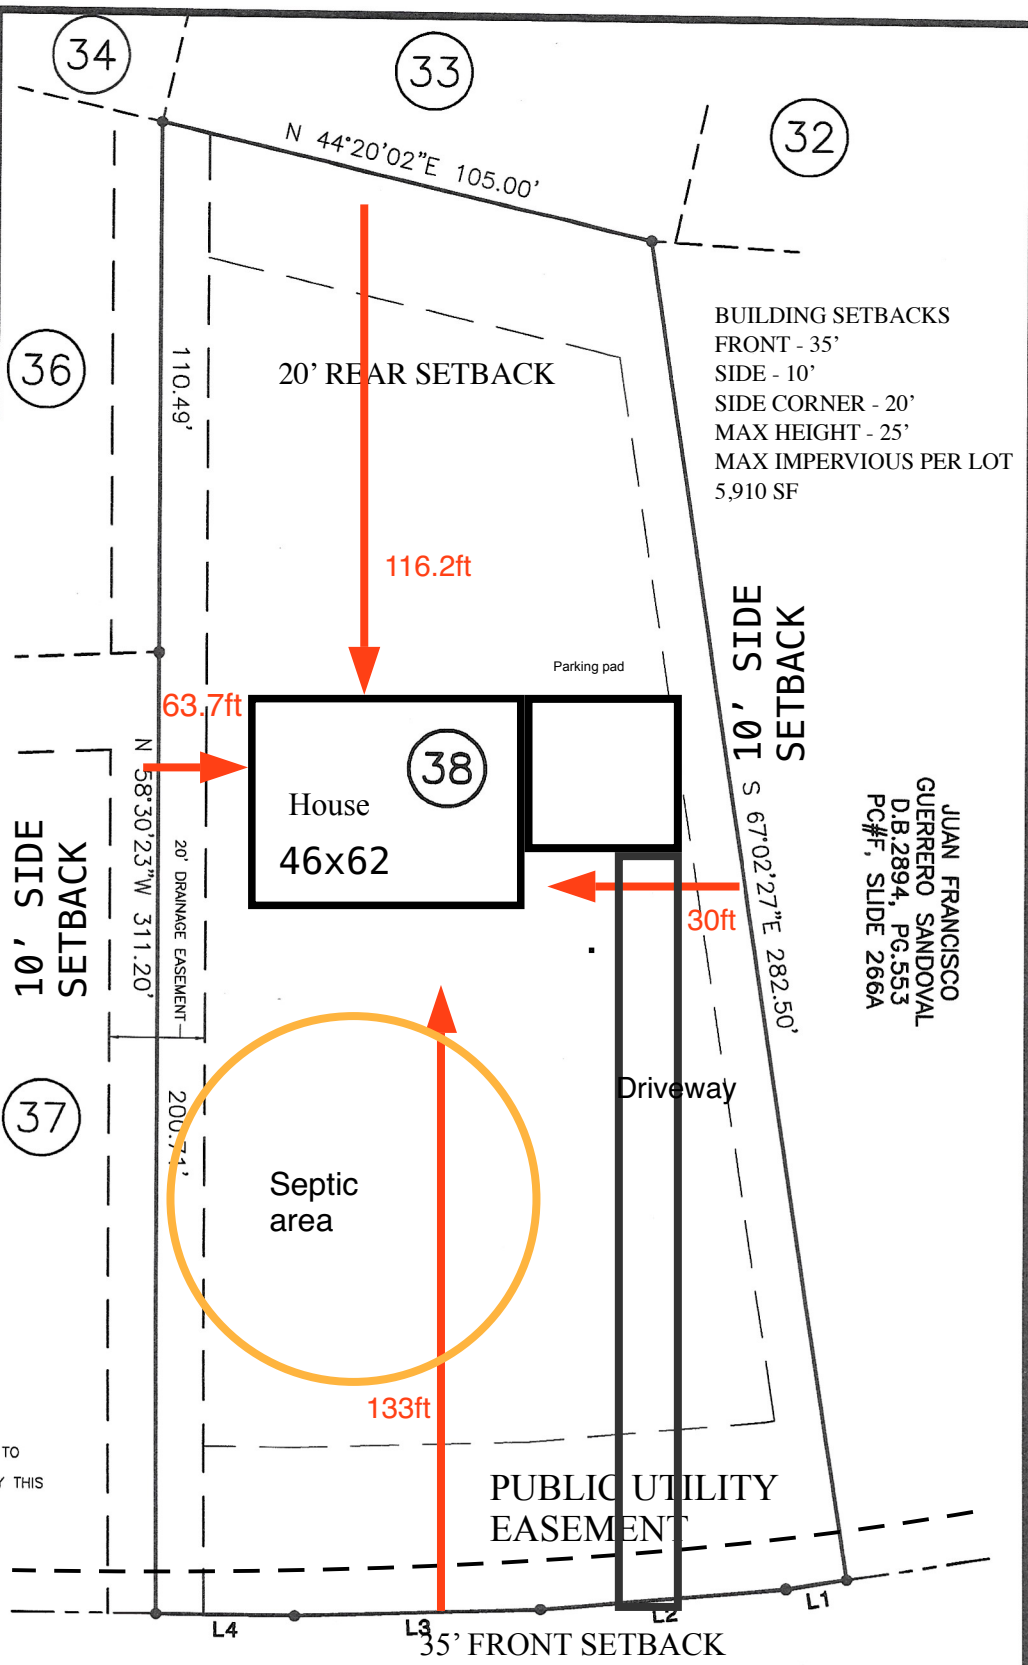 34
33
32
N 44°20'02"E 105.00'
BUILDING SETBACKS
FRONT - 35'
SIDE - 10'
SIDE CORNER - 20'
MAX HEIGHT - 25'
MAX IMPERVIOUS PER LOT
5,910 SF
36
110.49'
20' REAR SETBACK
116.2ft
10' SIDE
SETBACK
Parking pad
63.7ft
38
House
46x62
N 58°30'23"W 311.20'
20' DRAINAGE EASEMENT
10' SIDE
SETBACK
S 67°02'27"E 282.50'
JUAN FRANCISCO
GUERRERO SANDOVAL
D.B.2894, PG.553
PC#F, SLIDE 266A
30ft
37
200.71'
Driveway
Septic
area
133ft
TO
Y THIS
PUBLIC UTILITY
EASEMENT
L4
L3
L2
L1
35' FRONT SETBACK